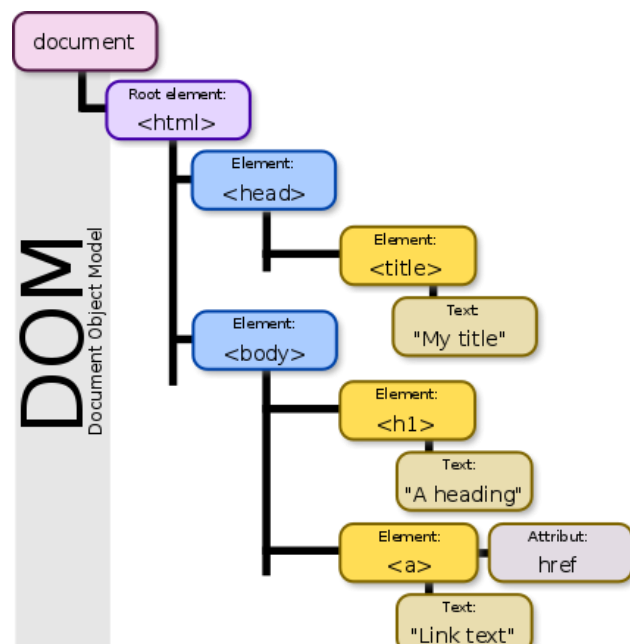 document
Root element:
<html>
Element:
<head>
Element:
<title>
Text
"My title"
Element:
<body>
Element:
<h1>
Text:
"A heading"
Element:
<a>
Attribut:
href
Text:
"Link text"
DOM
Document Object Model